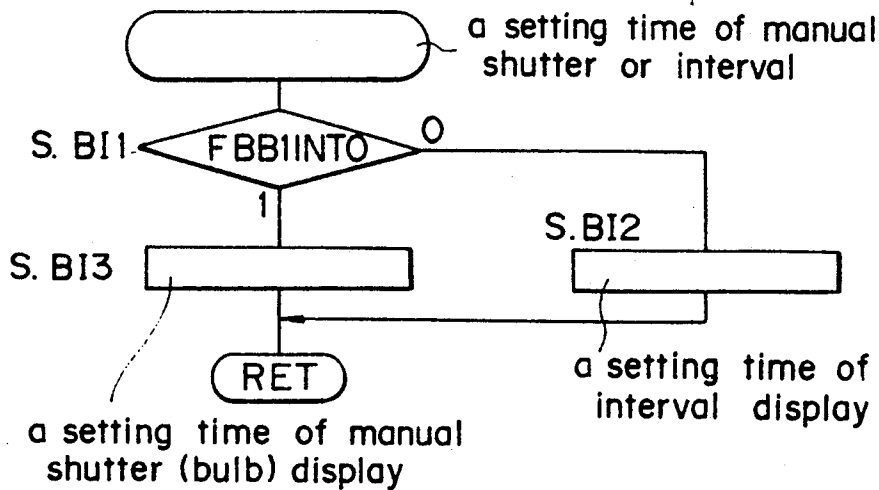 a setting time of manual
shutter or interval
S. BI1
FBB1INT0
0
1
S.BI2
S. BI3
RET
a setting time of
interval display
a setting time of manual
shutter (bulb) display